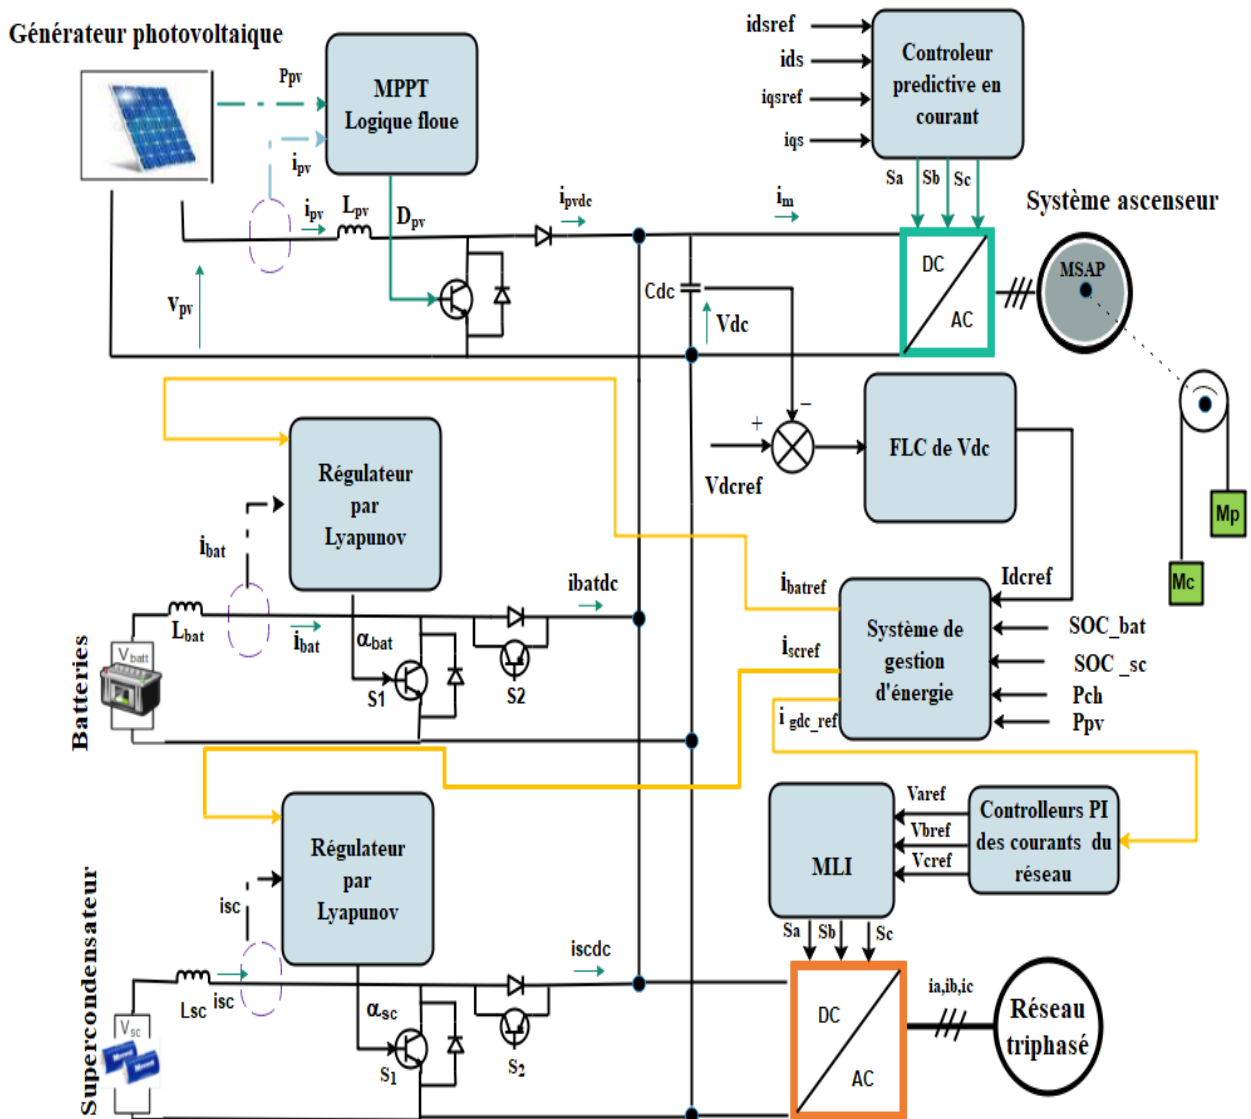 Générateur photovoltaique
Ppv
MPPT
Logique floue
ipv
ipv
Lpv
Dpv
ipvdc
im
vpv
Cdc
Vdc
idsref
ids
iqsref
iqs
Controleur
predictive en
courant
Sa
Sb
Sc
Système ascenseur
DC
AC
MSAP
Mp
Mc
+
−
Vdcref
FLC de Vdc
Idcref
Régulateur
par
Lyapunov
ibat
Lbat
ibat
αbat
S1
S2
ibatdc
Vbatt
Batteries
ibatref
iscref
i gdc_ref
Système de
gestion
d'énergie
SOC_bat
SOC _sc
Pch
Ppv
Régulateur
par
Lyapunov
isc
Lsc
isc
αsc
S1
S2
iscdc
Vsc
Supercondensateur
MLI
Varef
Vbref
Vcref
Controlleurs PI
des courants du
réseau
Sa
Sb
Sc
DC
AC
ia,ib,ic
Réseau
triphasé